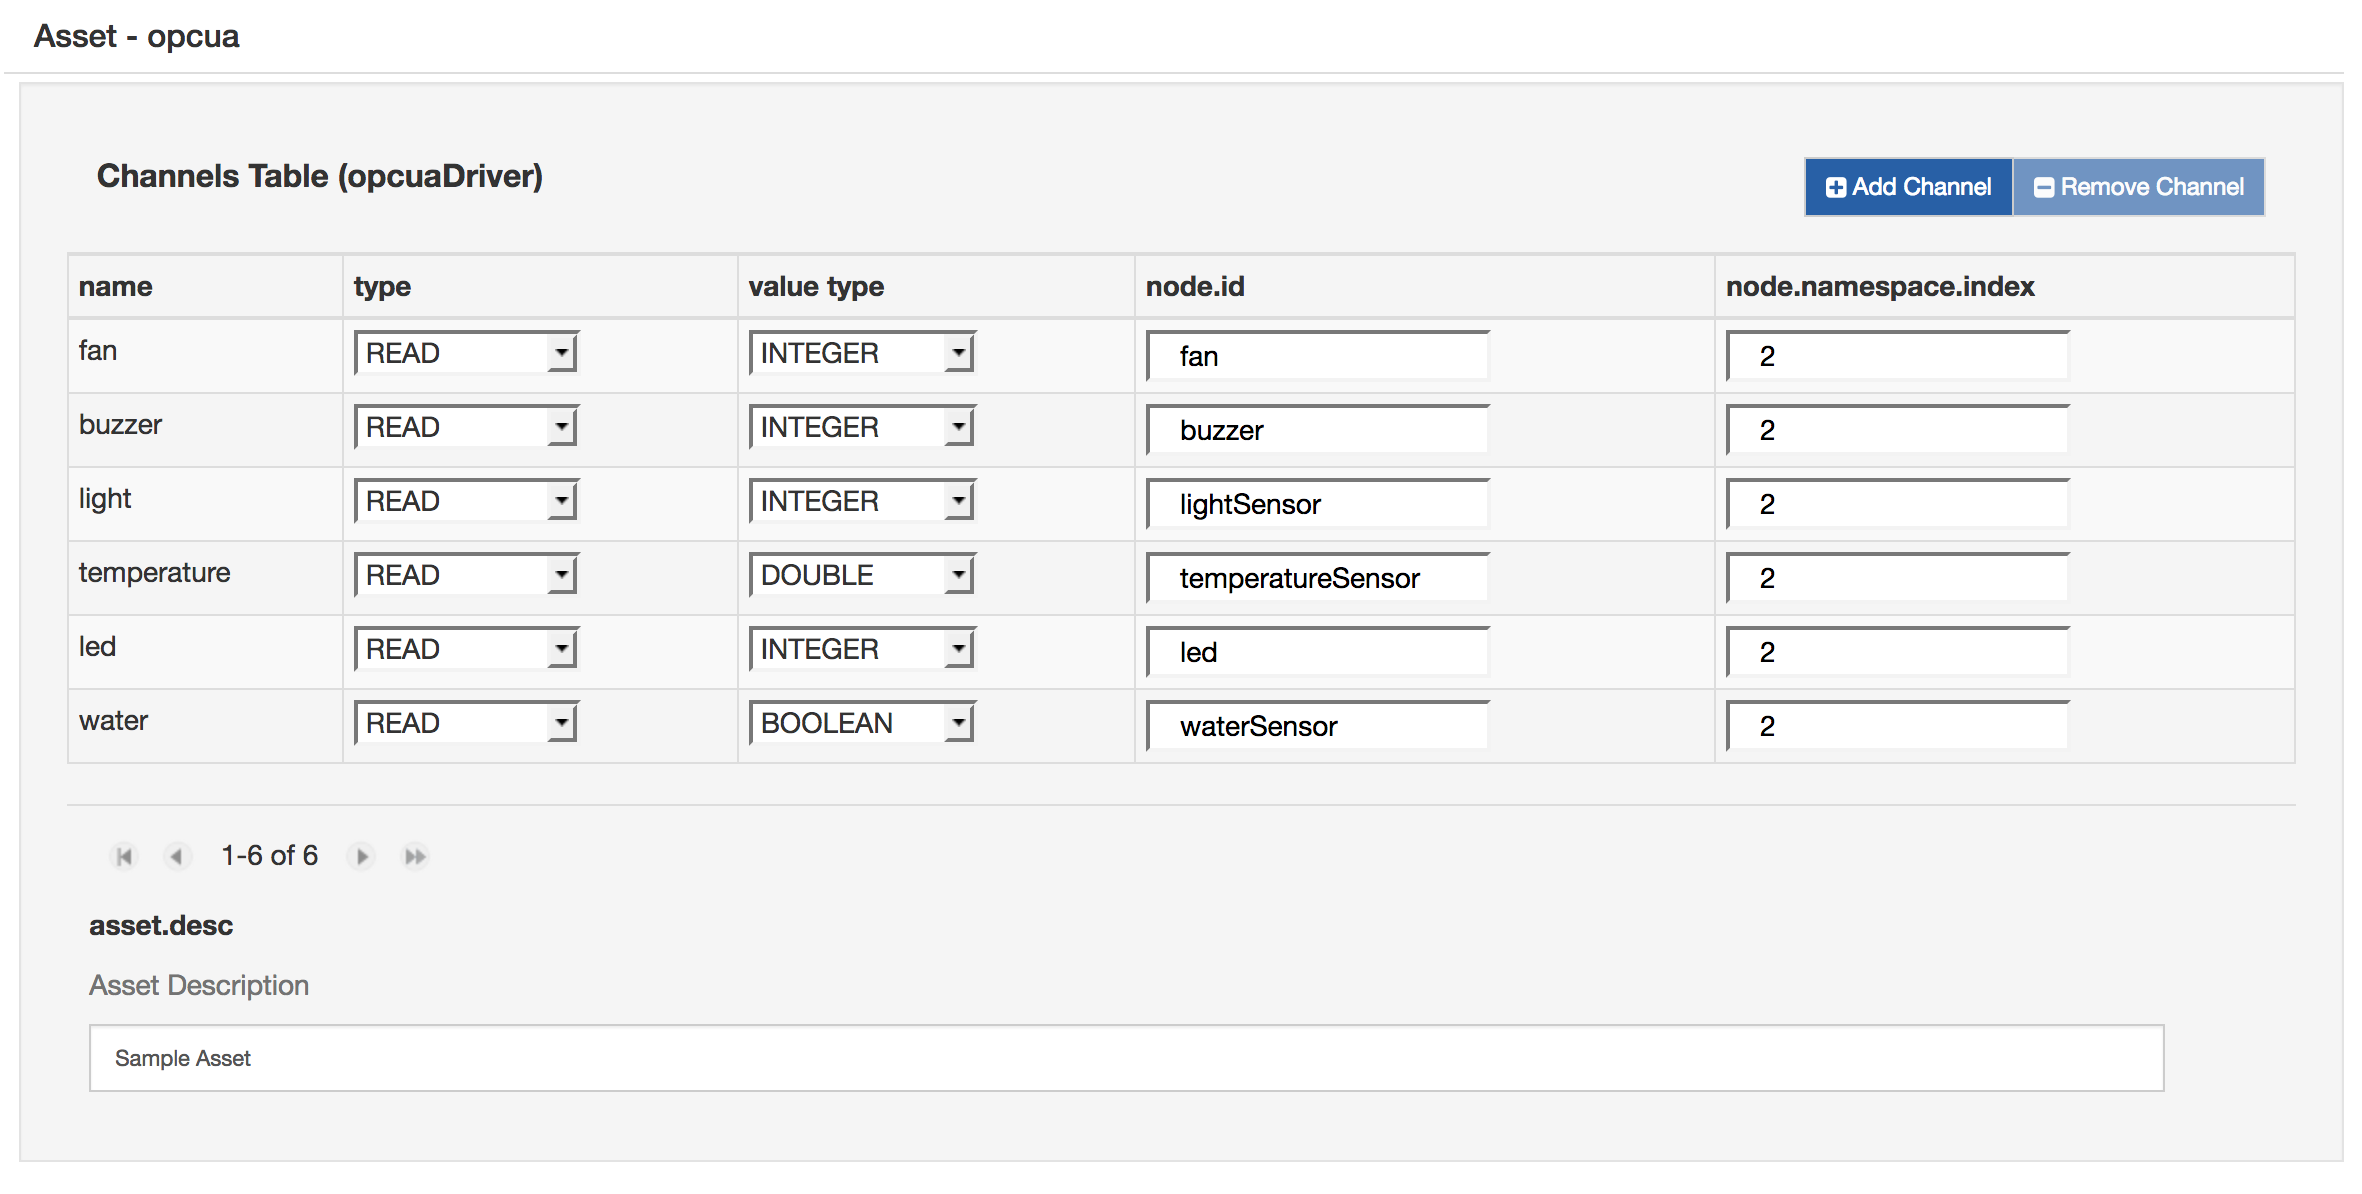 Asset - opcua
Channels Table (opcuaDriver)
Add Channel Remove Channel
name type value type node.id node.namespace.index
fan READ INTEGER fan 2
buzzer READ INTEGER buzzer 2
light READ INTEGER lightSensor 2
temperature READ DOUBLE temperatureSensor 2
led READ INTEGER led 2
water READ BOOLEAN waterSensor 2
1-6 of 6
asset.desc
Asset Description
Sample Asset